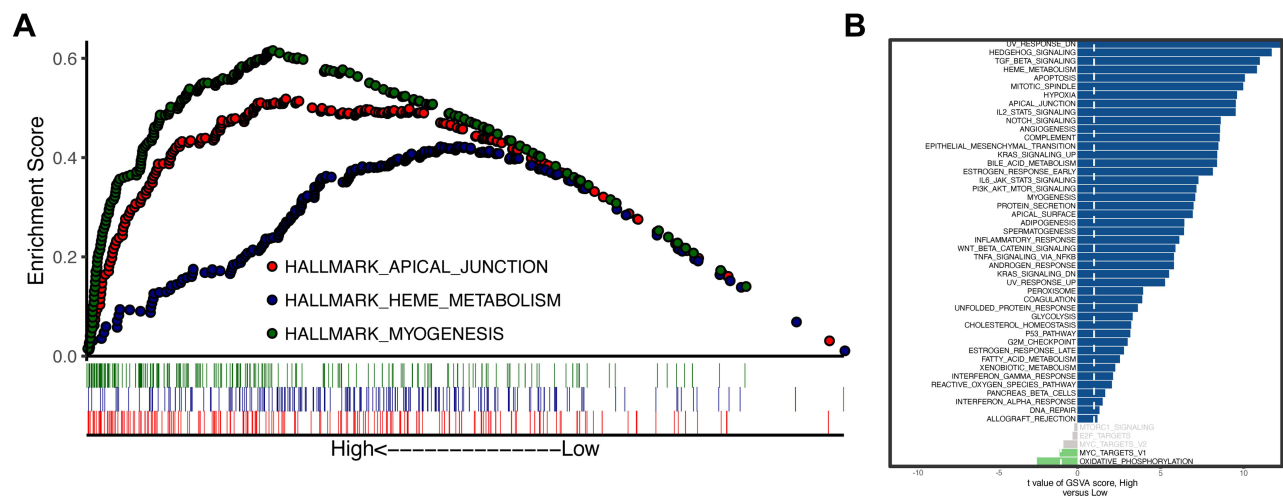 A
Enrichment Score
0.6
0.4
0.2
0.0
HALLMARK_APICAL_JUNCTION
HALLMARK_HEME_METABOLISM
HALLMARK_MYOGENESIS
High<---------------Low
B
UV_RESPONSE_DN
HEDGEHOG_SIGNALING
TGF_BETA_SIGNALING
HEME_METABOLISM
APOPTOSIS
MITOTIC_SPINDLE
HYPOXIA
APICAL_JUNCTION
IL2_STAT5_SIGNALING
NOTCH_SIGNALING
ANGIOGENESIS
COMPLEMENT
EPITHELIAL_MESENCHYMAL_TRANSITION
KRAS_SIGNALING_UP
BILE_ACID_METABOLISM
ESTROGEN_RESPONSE_EARLY
IL6_JAK_STAT3_SIGNALING
PI3K_AKT_MTOR_SIGNALING
MYOGENESIS
PROTEIN_SECRETION
APICAL_SURFACE
ADIPOGENESIS
SPERMATOGENESIS
INFLAMMATORY_RESPONSE
WNT_BETA_CATENIN_SIGNALING
TNFA_SIGNALING_VIA_NFKB
ANDROGEN_RESPONSE
KRAS_SIGNALING_DN
UV_RESPONSE_UP
PEROXISOME
COAGULATION
UNFOLDED_PROTEIN_RESPONSE
GLYCOLYSIS
CHOLESTEROL_HOMEOSTASIS
P53_PATHWAY
G2M_CHECKPOINT
ESTROGEN_RESPONSE_LATE
FATTY_ACID_METABOLISM
XENOBIOTIC_METABOLISM
INTERFERON_GAMMA_RESPONSE
REACTIVE_OXYGEN_SPECIES_PATHWAY
PANCREAS_BETA_CELLS
INTERFERON_ALPHA_RESPONSE
DNA_REPAIR
ALLOGRAFT_REJECTION
MTORC1_SIGNALING
E2F_TARGETS
MYC_TARGETS_V2
MYC_TARGETS_V1
OXIDATIVE_PHOSPHORYLATION
-10 -5 0 5 10
t value of GSVA score, High
versus Low